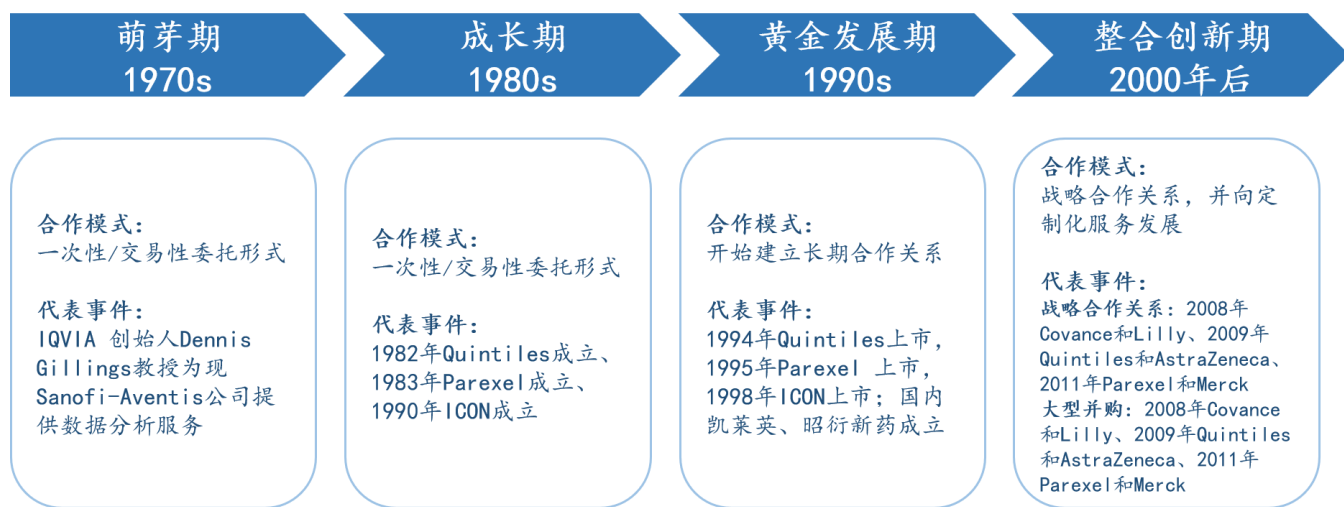 萌芽期
1970s
成长期
1980s
黄金发展期
1990s
整合创新期
2000年后
合作模式：
一次性/交易性委托形式
代表事件：
IQVIA 创始人Dennis
Gillings教授为现
Sanofi-Aventis公司提
供数据分析服务
合作模式：
一次性/交易性委托形式
代表事件：
1982年Quintiles成立、
1983年Parexel成立、
1990年ICON成立
合作模式：
开始建立长期合作关系
代表事件：
1994年Quintiles上市，
1995年Parexel 上市，
1998年ICON上市；国内
凯莱英、昭衍新药成立
合作模式：
战略合作关系，并向定
制化服务发展
代表事件：
战略合作关系：2008年
Covance和Lilly、2009年
Quintiles和AstraZeneca、
2011年Parexel和Merck
大型并购：2008年Covance
和Lilly、2009年Quintiles
和AstraZeneca、2011年
Parexel和Merck